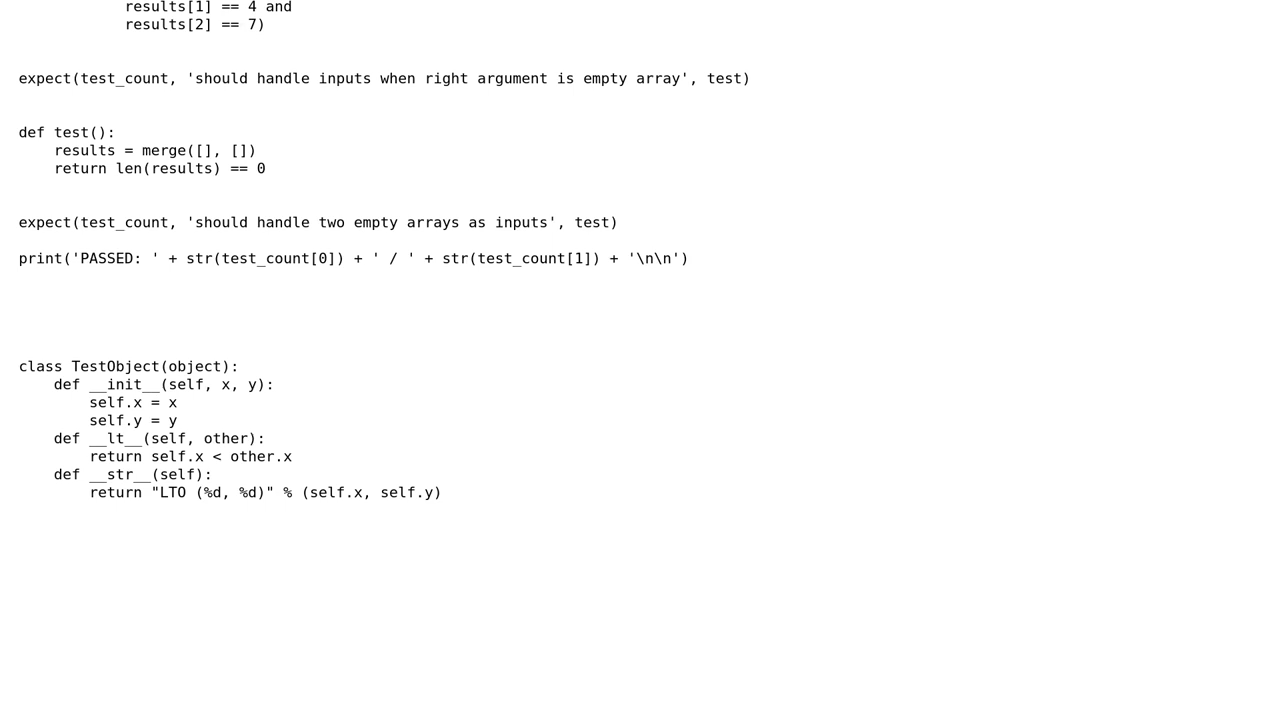 results[1] == 4 and
            results[2] == 7)
expect(test_count, 'should handle inputs when right argument is empty array', test)
def test():
    results = merge([], [])
    return len(results) == 0
expect(test_count, 'should handle two empty arrays as inputs', test)
print('PASSED: ' + str(test_count[0]) + ' / ' + str(test_count[1]) + '\n\n')
class TestObject(object):
    def __init__(self, x, y):
        self.x = x
        self.y = y
    def __lt__(self, other):
        return self.x < other.x
    def __str__(self):
        return "LTO (%d, %d)" % (self.x, self.y)